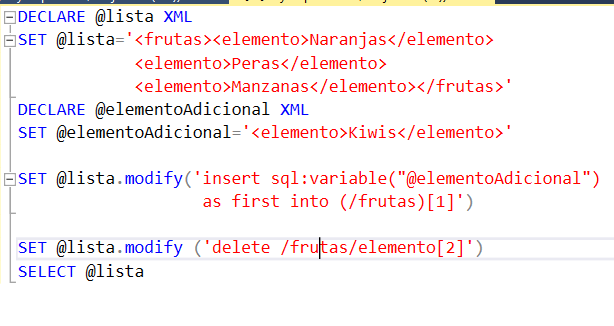 DECLARE @lista XML
SET @lista='<frutas><elemento>Naranjas</elemento>
<elemento>Peras</elemento>
<elemento>Manzanas</elemento></frutas>'
DECLARE @elementoAdicional XML
SET @elementoAdicional='<elemento>Kiwis</elemento>'
SET @lista.modify('insert sql:variable("@elementoAdicional")
as first into (/frutas)[1]')
SET @lista.modify ('delete /frutas/elemento[2]')
SELECT @lista